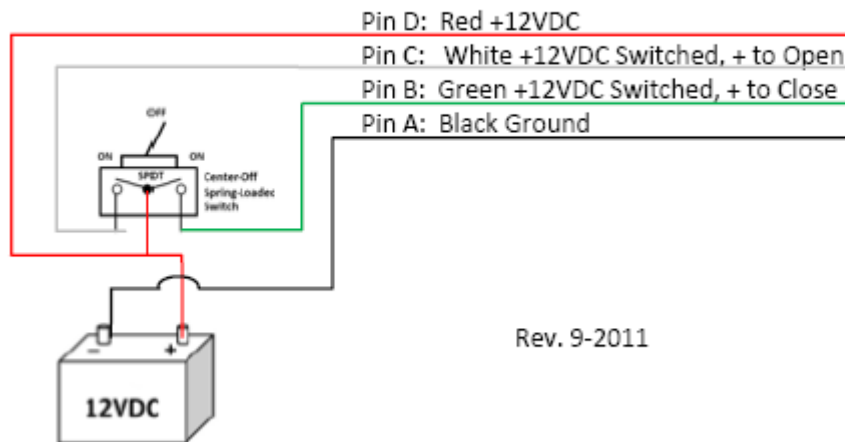 Pin D: Red +12VDC
Pin C: White +12VDC Switched, + to Open
Pin B: Green +12VDC Switched, + to Close
Pin A: Black Ground
OFF
ON
ON
SPDT
Center-Off
Spring-Loaded
Switch
- +
Rev. 9-2011
12VDC